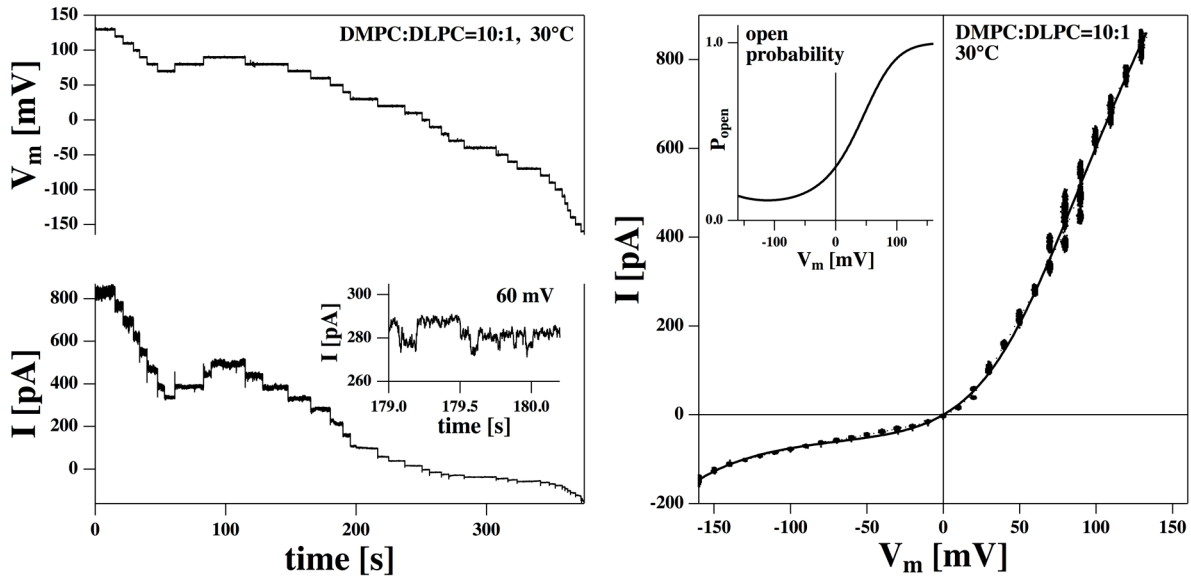 150
100
50
0
-50
-100
-150
V_m [mV]
DMPC:DLPC=10:1, 30°C
800
600
400
200
0
I [pA]
300
280
260
I [pA]
60 mV
179.0 179.5 180.0
time [s]
0 100 200 300
time [s]
800
600
400
200
0
-200
I [pA]
DMPC:DLPC=10:1
30°C
1.0
0.0
P_open
open
probability
-100 0 100
V_m [mV]
-150 -100 -50 0 50 100 150
V_m [mV]